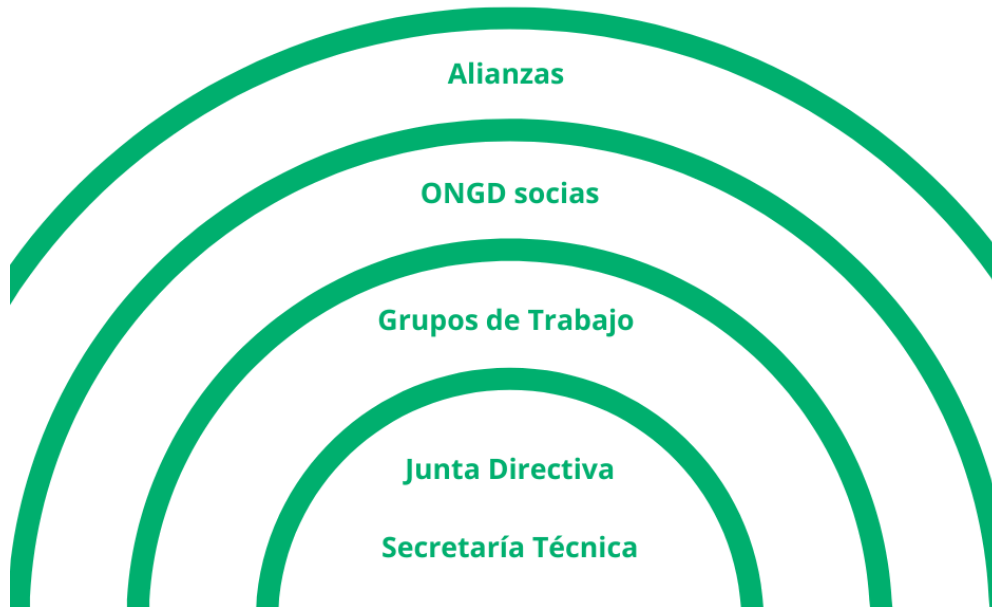 Alianzas
ONGD socias
Grupos de Trabajo
Junta Directiva
Secretaría Técnica